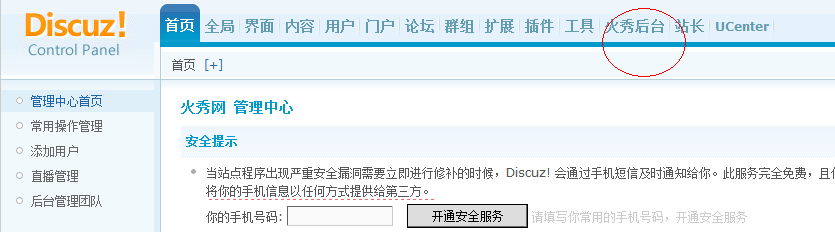 Discuz!
Control Panel
首页 全局 界面 内容 用户 门户 论坛 群组 扩展 插件 工具 火秀后台 站长 UCenter
首页 [+]
管理中心首页
常用操作管理
添加用户
直播管理
后台管理团队
火秀网 管理中心
安全提示
当站点程序出现严重安全漏洞需要立即进行修补的时候，Discuz! 会通过手机短信及时通知给你。此服务完全免费，且
将你的手机信息以任何方式提供给第三方。
你的手机号码: 开通安全服务 请填写你常用的手机号码，开通安全服务